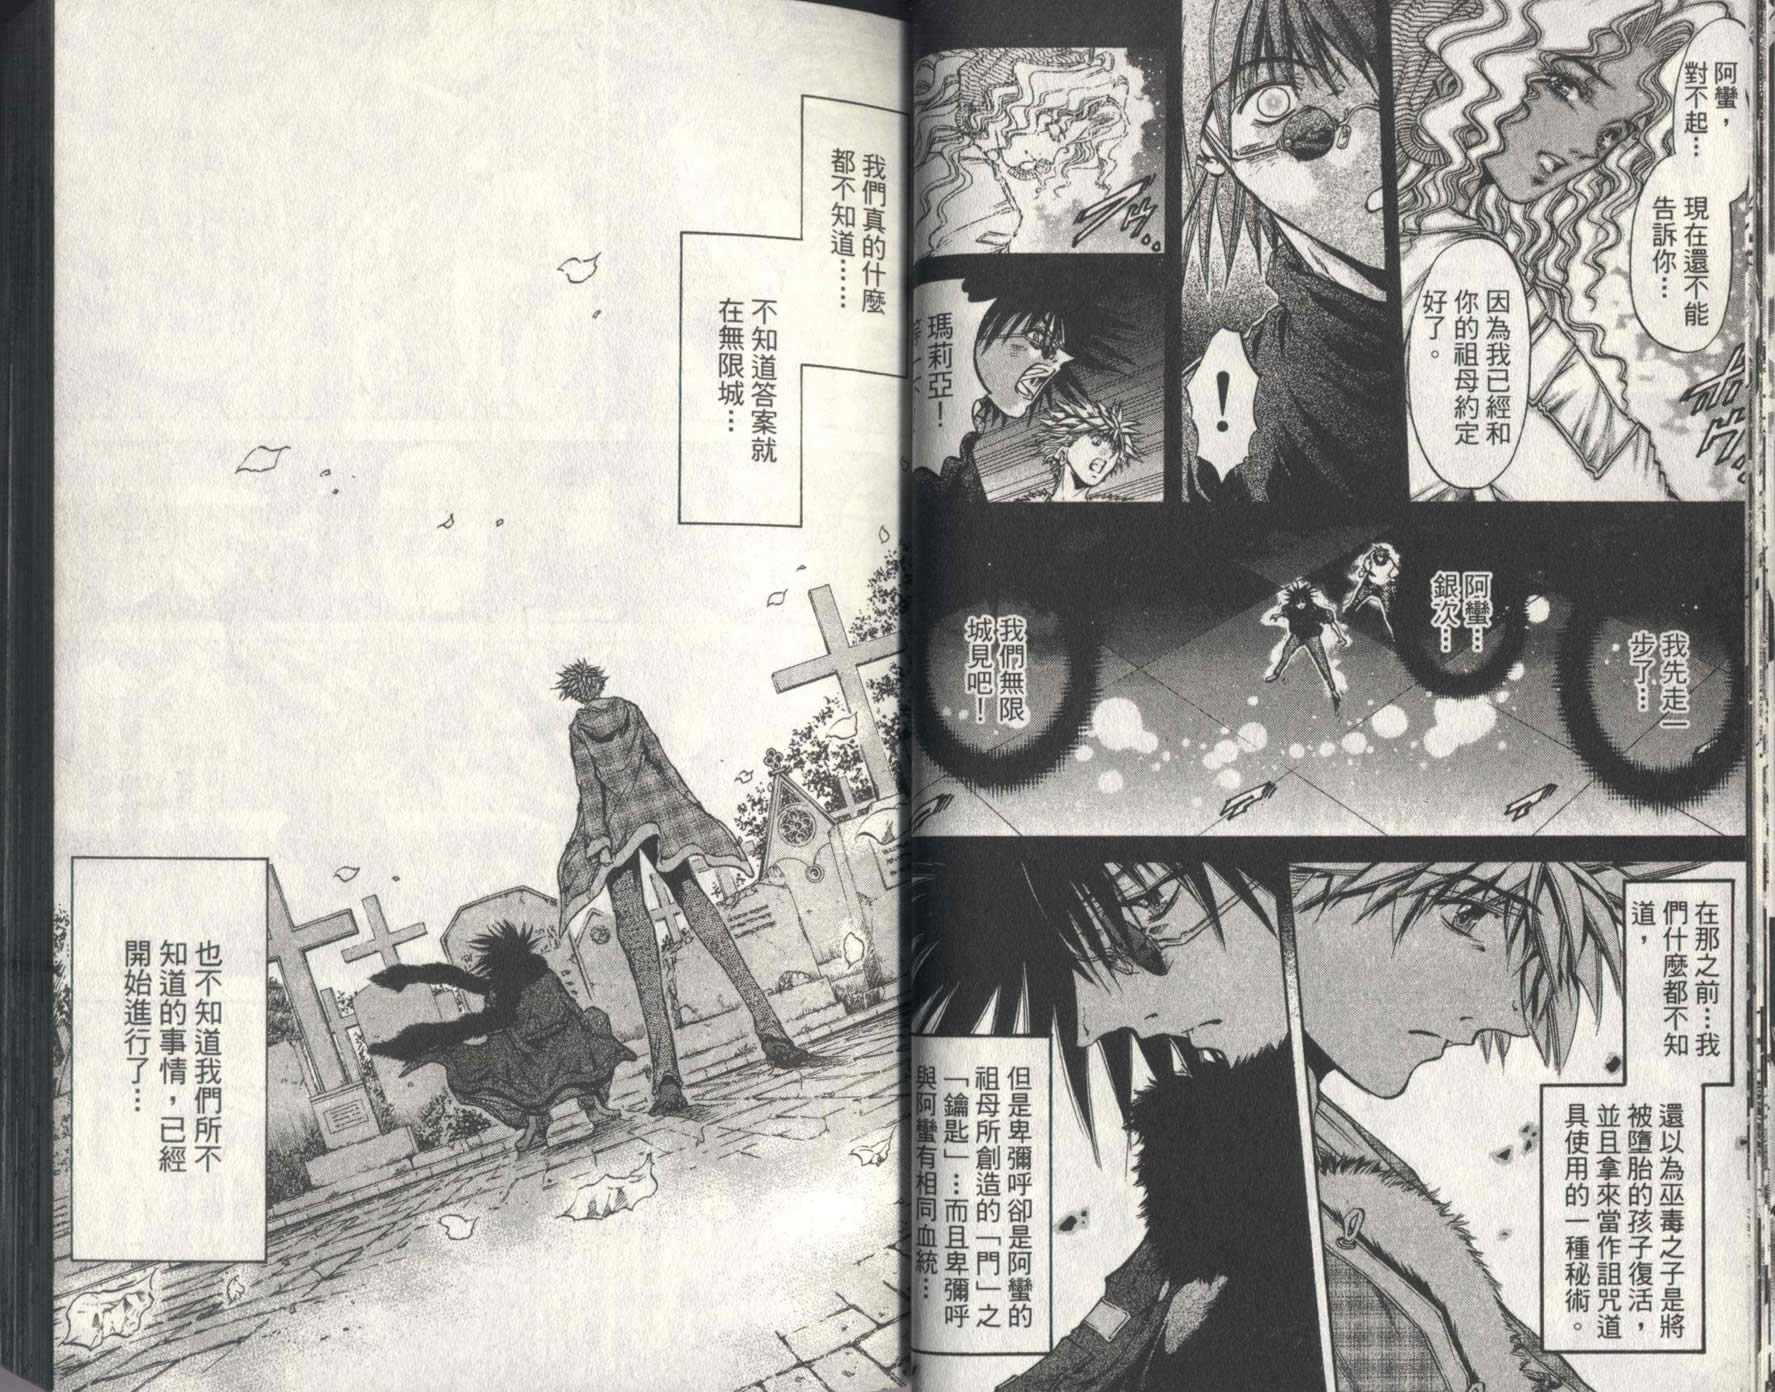 阿蠻，
對不起…
現在還不能
告訴你…
因為我已經和
你的祖母約定
好了。
！
瑪莉亞！
我先走一
步了…
阿蠻…
銀次…
我們無限
城見吧！
在那之前…我
們什麼都不知
道，
還以為巫毒之子是將
被墮胎的孩子復活，
並且拿來當作詛咒道
具使用的一種秘術。
但是卑彌呼卻是阿蠻的
祖母所創造的「門」之
「鑰匙」…而且卑彌呼
與阿蠻有相同血統…
我們真的什麼
都不知道……
不知道答案就
在無限城…
也不知道我們所不
知道的事情，已經
開始進行了…